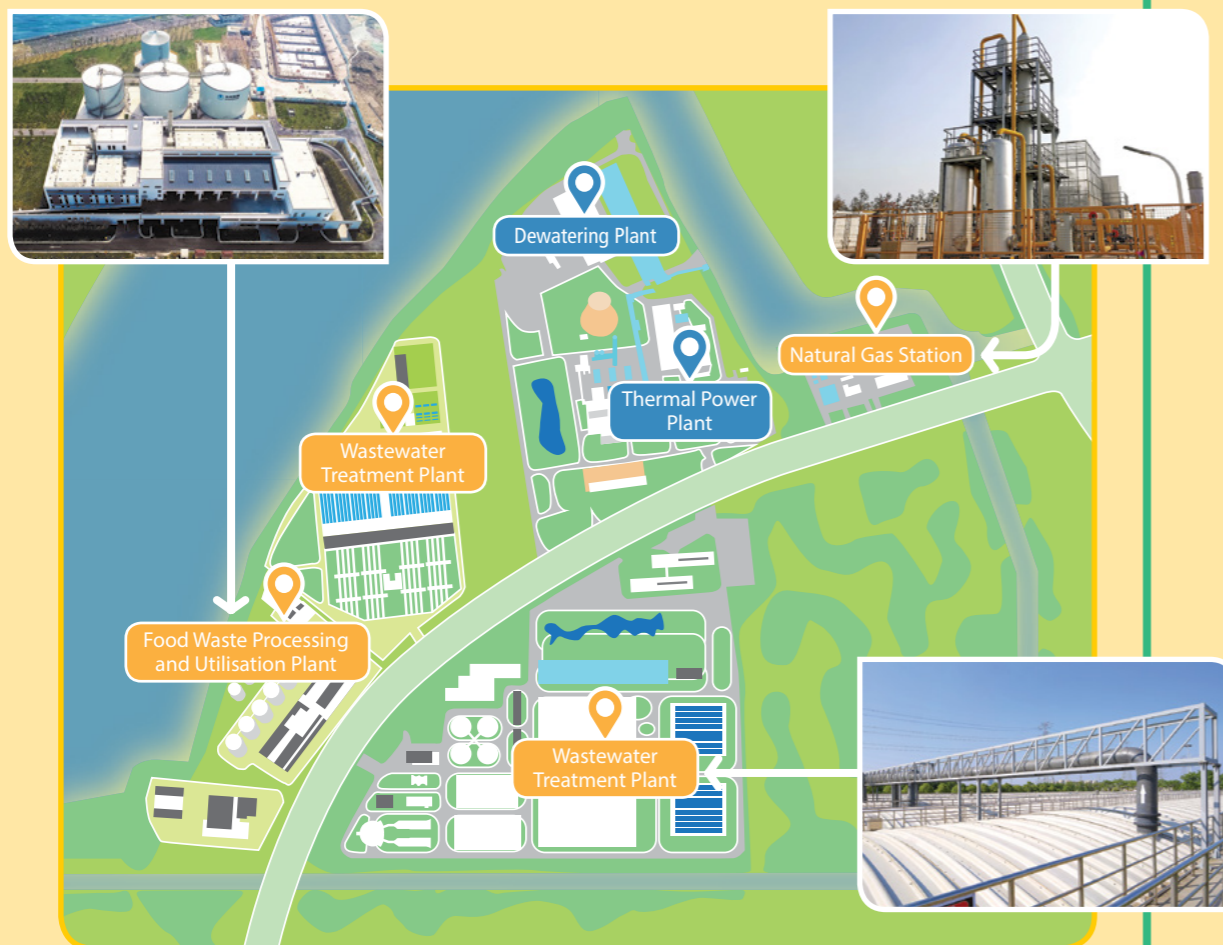 Dewatering Plant
Natural Gas Station
Thermal Power
Plant
Wastewater
Treatment Plant
Food Waste Processing
and Utilisation Plant
Wastewater
Treatment Plant